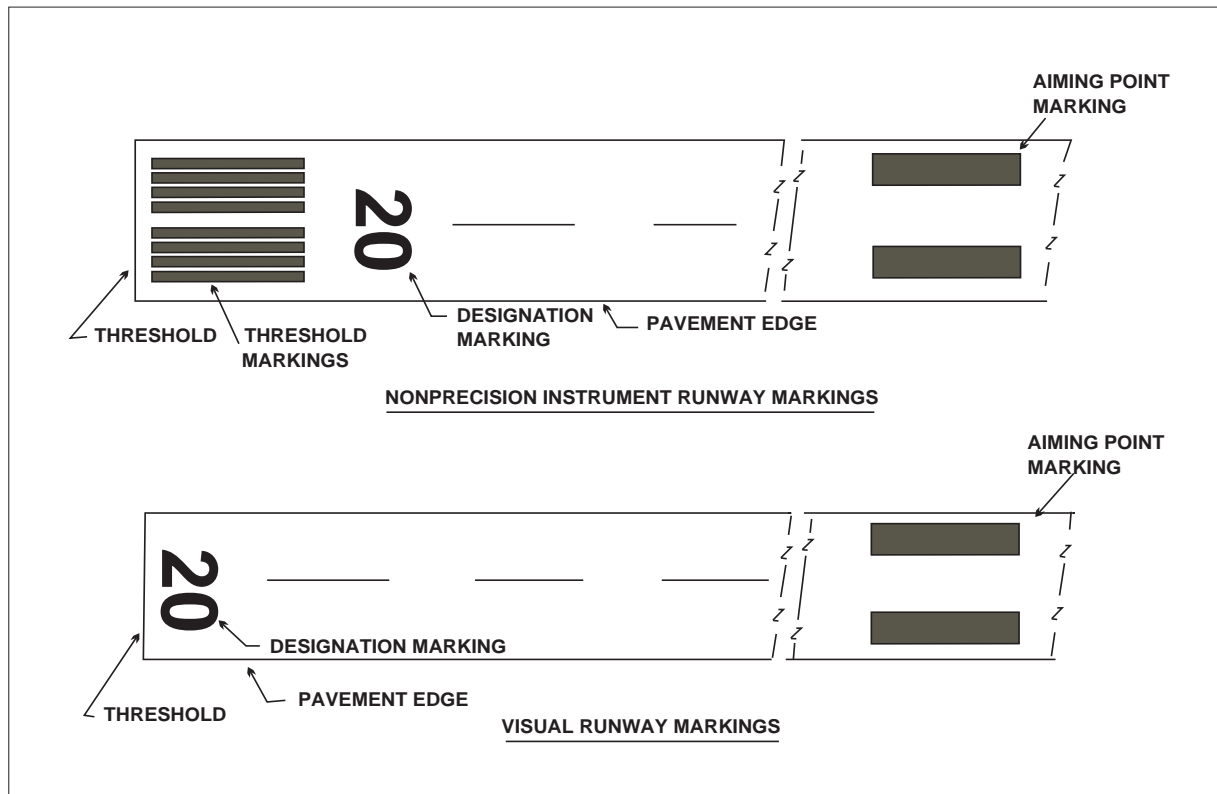 AIMING POINT
MARKING
20
THRESHOLD
THRESHOLD
MARKINGS
DESIGNATION
MARKING
PAVEMENT EDGE
NONPRECISION INSTRUMENT RUNWAY MARKINGS
AIMING POINT
MARKING
20
DESIGNATION MARKING
PAVEMENT EDGE
THRESHOLD
VISUAL RUNWAY MARKINGS